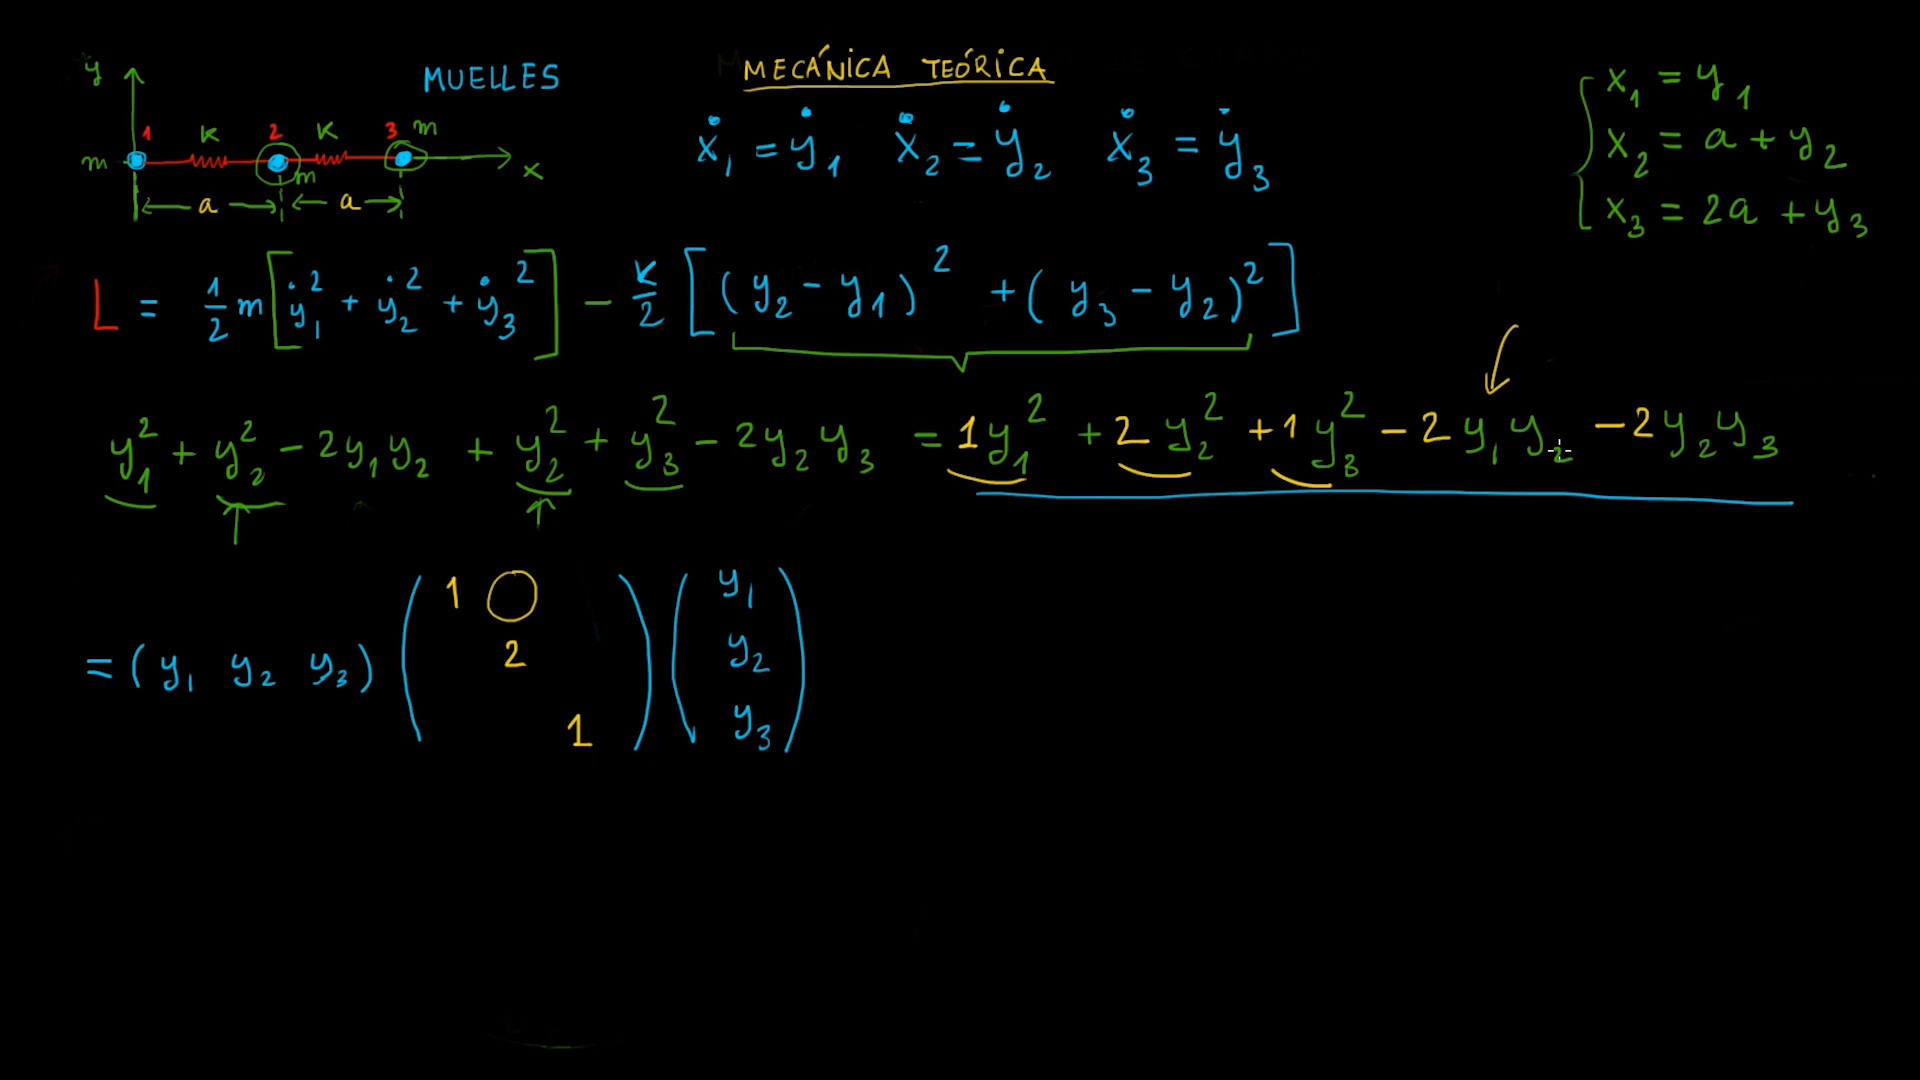 MUELLES
MECÁNICA TEÓRICA
y
1 K 2 K 3 m
m m x
a a
ẋ₁ = ẏ₁ ẋ₂ = ẏ₂ ẋ₃ = ẏ₃
x₁ = y₁
x₂ = a + y₂
x₃ = 2a + y₃
L = 1/2 m [ẏ₁² + ẏ₂² + ẏ₃²] − K/2 [(y₂ − y₁)² + (y₃ − y₂)²]
y₁² + y₂² − 2y₁y₂ + y₂² + y₃² − 2y₂y₃ = 1y₁² + 2y₂² + 1y₃² − 2y₁y₂ − 2y₂y₃
1 y₁
= (y₁ y₂ y₃) 2 y₂
1 y₃